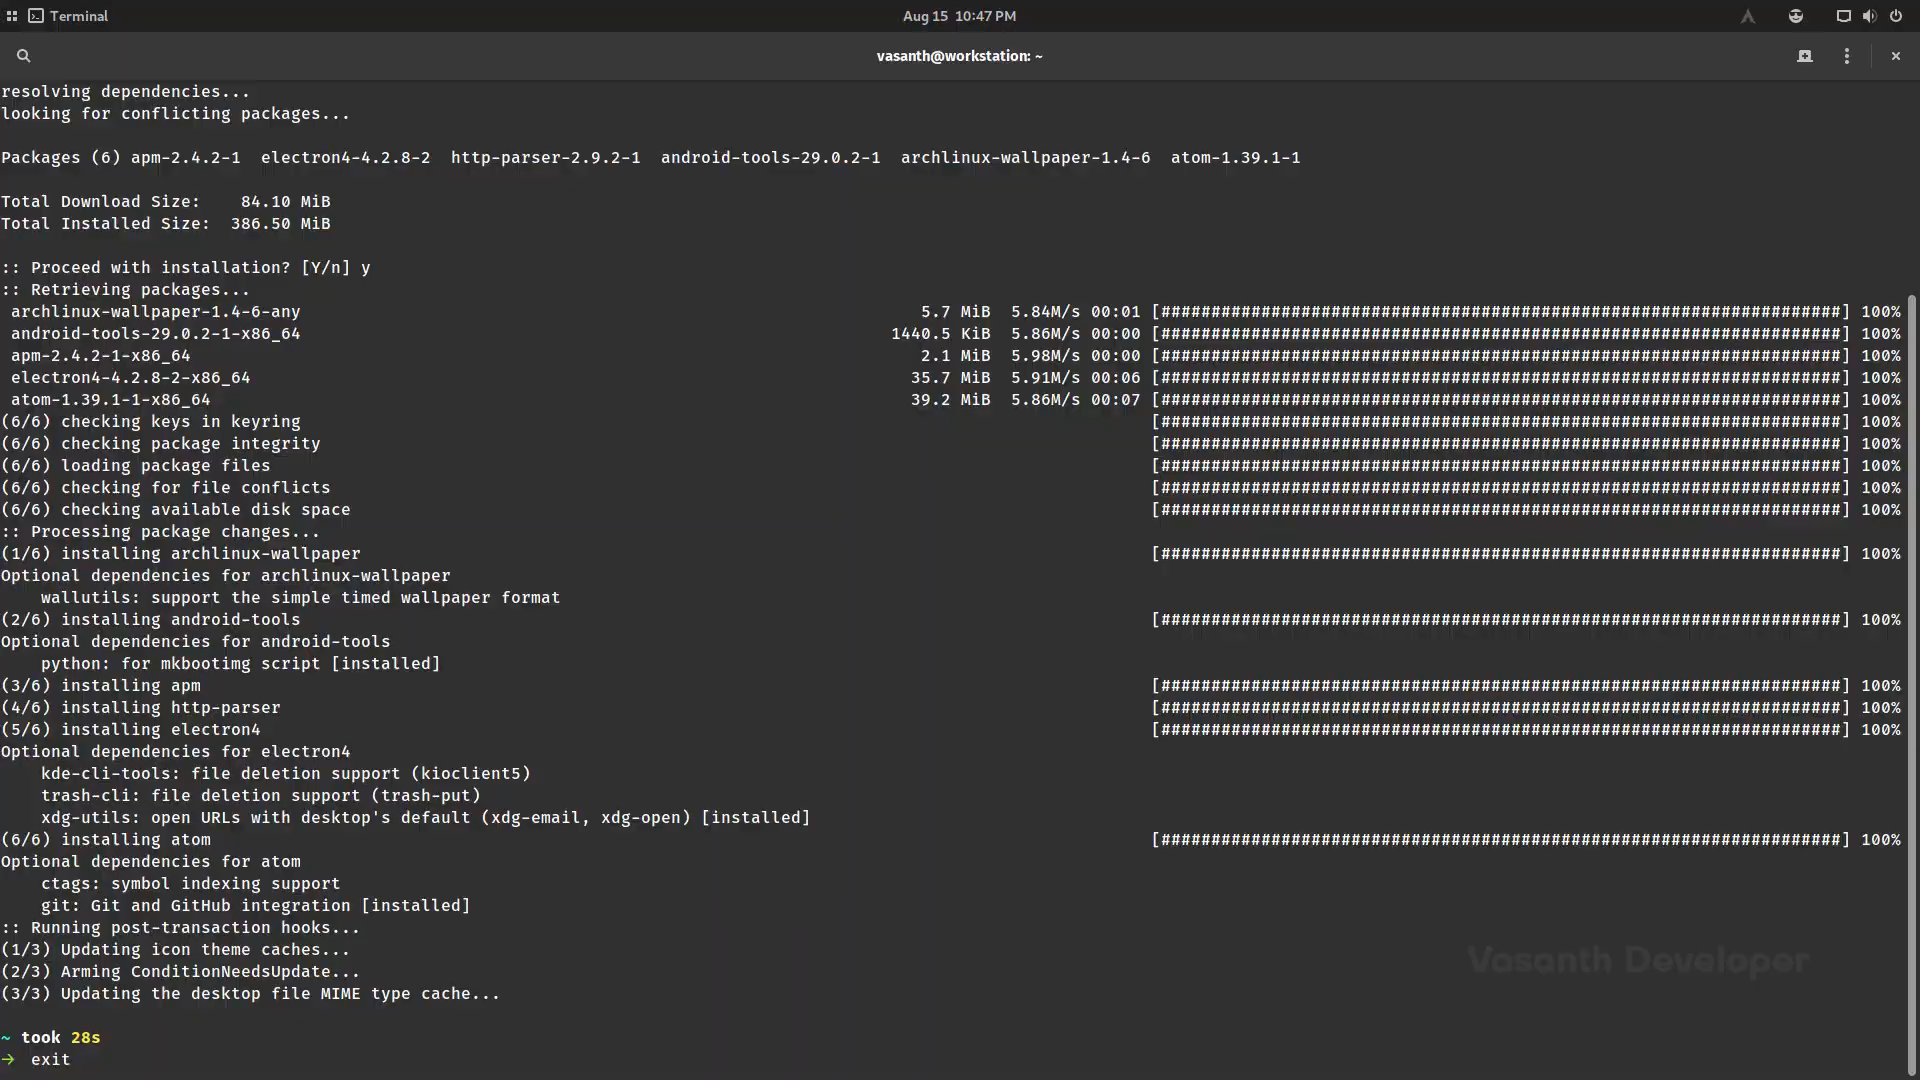 Terminal
Aug 15 10:47 PM
vasanth@workstation: ~
resolving dependencies...
looking for conflicting packages...
Packages (6) apm-2.4.2-1  electron4-4.2.8-2  http-parser-2.9.2-1  android-tools-29.0.2-1  archlinux-wallpaper-1.4-6  atom-1.39.1-1
Total Download Size:    84.10 MiB
Total Installed Size:  386.50 MiB
:: Proceed with installation? [Y/n] y
:: Retrieving packages...
archlinux-wallpaper-1.4-6-any 5.7 MiB 5.84M/s 00:01 [####################################################################] 100%
android-tools-29.0.2-1-x86_64 1440.5 KiB 5.86M/s 00:00 [####################################################################] 100%
apm-2.4.2-1-x86_64 2.1 MiB 5.98M/s 00:00 [####################################################################] 100%
electron4-4.2.8-2-x86_64 35.7 MiB 5.91M/s 00:06 [####################################################################] 100%
atom-1.39.1-1-x86_64 39.2 MiB 5.86M/s 00:07 [####################################################################] 100%
(6/6) checking keys in keyring [####################################################################] 100%
(6/6) checking package integrity [####################################################################] 100%
(6/6) loading package files [####################################################################] 100%
(6/6) checking for file conflicts [####################################################################] 100%
(6/6) checking available disk space [####################################################################] 100%
:: Processing package changes...
(1/6) installing archlinux-wallpaper [####################################################################] 100%
Optional dependencies for archlinux-wallpaper
    wallutils: support the simple timed wallpaper format
(2/6) installing android-tools [####################################################################] 100%
Optional dependencies for android-tools
    python: for mkbootimg script [installed]
(3/6) installing apm [####################################################################] 100%
(4/6) installing http-parser [####################################################################] 100%
(5/6) installing electron4 [####################################################################] 100%
Optional dependencies for electron4
    kde-cli-tools: file deletion support (kioclient5)
    trash-cli: file deletion support (trash-put)
    xdg-utils: open URLs with desktop's default (xdg-email, xdg-open) [installed]
(6/6) installing atom [####################################################################] 100%
Optional dependencies for atom
    ctags: symbol indexing support
    git: Git and GitHub integration [installed]
:: Running post-transaction hooks...
(1/3) Updating icon theme caches...
(2/3) Arming ConditionNeedsUpdate...
(3/3) Updating the desktop file MIME type cache...
Vasanth Developer
~ took 28s
→ exit